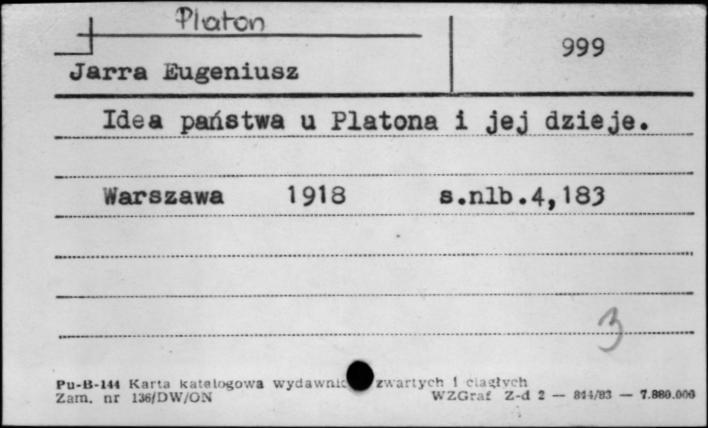 Platon
999
Jarra Eugeniusz
Idea państwa u Platona i jej dzieje.
Warszawa 1918 s.nlb.4,183
3
Pu-B-144 Karta katalogowa wydawnic zwartych i ciągłych
Zam. nr 136/DW/ON WZGraf Z-d 2 — 814/83 — 7.880.000